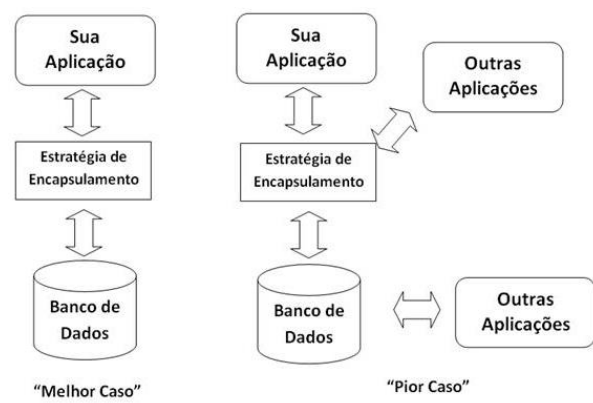 Sua
Aplicação
Estratégia de
Encapsulamento
Banco de
Dados
“Melhor Caso”
Sua
Aplicação
Outras
Aplicações
Estratégia de
Encapsulamento
Banco de
Dados
Outras
Aplicações
“Pior Caso”